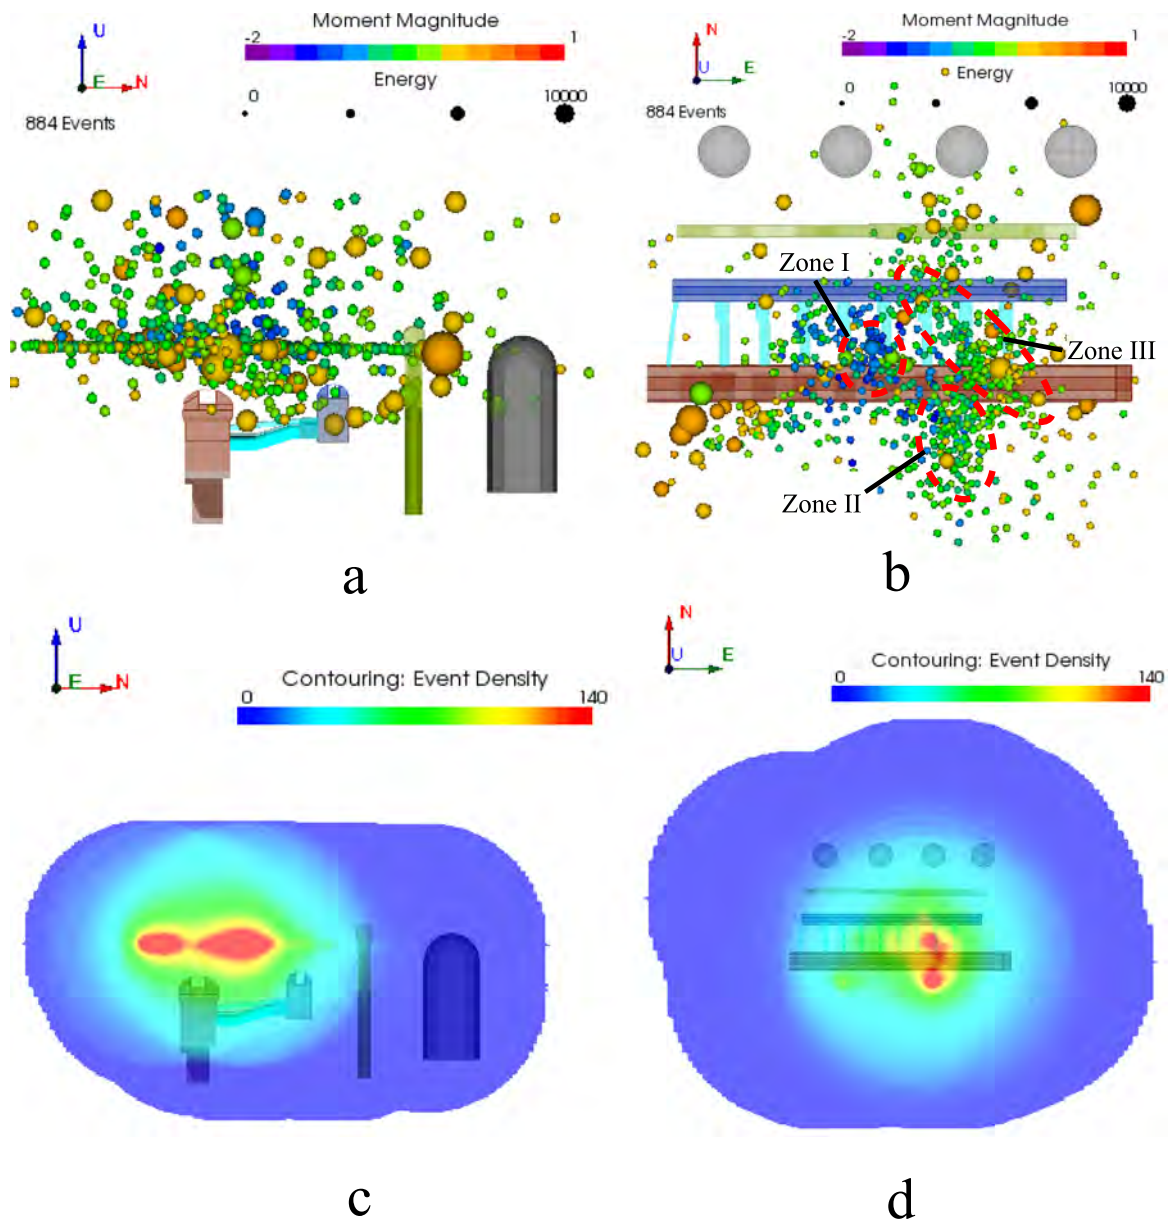 Moment Magnitude
-2 1
U
E N
Energy
0 10000
884 Events
a
Moment Magnitude
-2 1
N
U E
Energy
0 10000
884 Events
Zone I
Zone III
Zone II
b
U
E N
Contouring: Event Density
0 140
c
N
U E
Contouring: Event Density
0 140
d